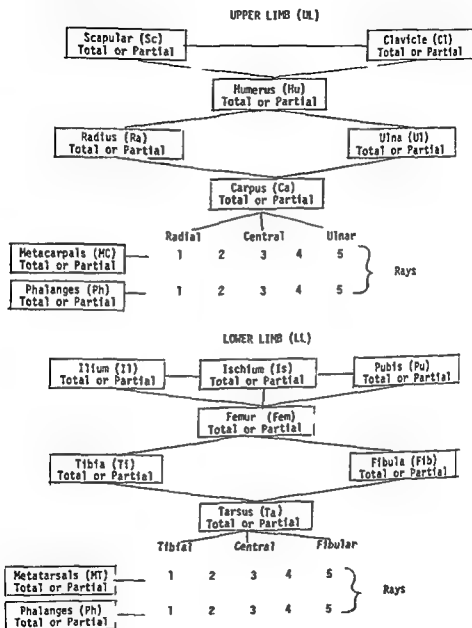 UPPER LIMB (UL)
Scapular (Sc)
Total or Partial
Clavicle (Cl)
Total or Partial
Humerus (Hu)
Total or Partial
Radius (Ra)
Total or Partial
Ulna (Ul)
Total or Partial
Carpus (Ca)
Total or Partial
Radial Central Ulnar
Metacarpals (MC)
Total or Partial
1 2 3 4 5
Rays
Phalanges (Ph)
Total or Partial
1 2 3 4 5
LOWER LIMB (LL)
Ilium (Il)
Total or Partial
Ischium (Is)
Total or Partial
Pubis (Pu)
Total or Partial
Femur (Fem)
Total or Partial
Tibia (Ti)
Total or Partial
Fibula (Fib)
Total or Partial
Tarsus (Ta)
Total or Partial
Tibial Central Fibular
Metatarsals (MT)
Total or Partial
1 2 3 4 5
Rays
Phalanges (Ph)
Total or Partial
1 2 3 4 5